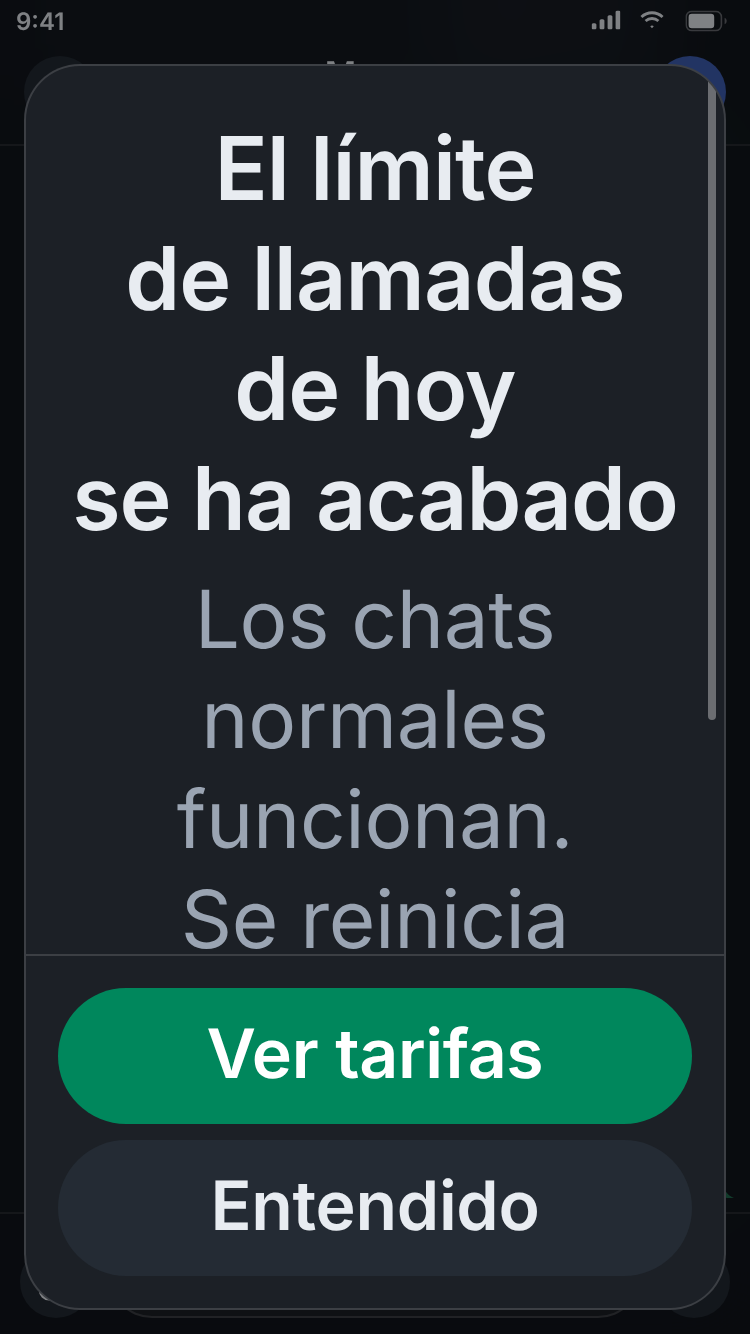 9:41
El límite
de llamadas
de hoy
se ha acabado
Los chats
normales
funcionan.
Se reinicia
Ver tarifas
Entendido